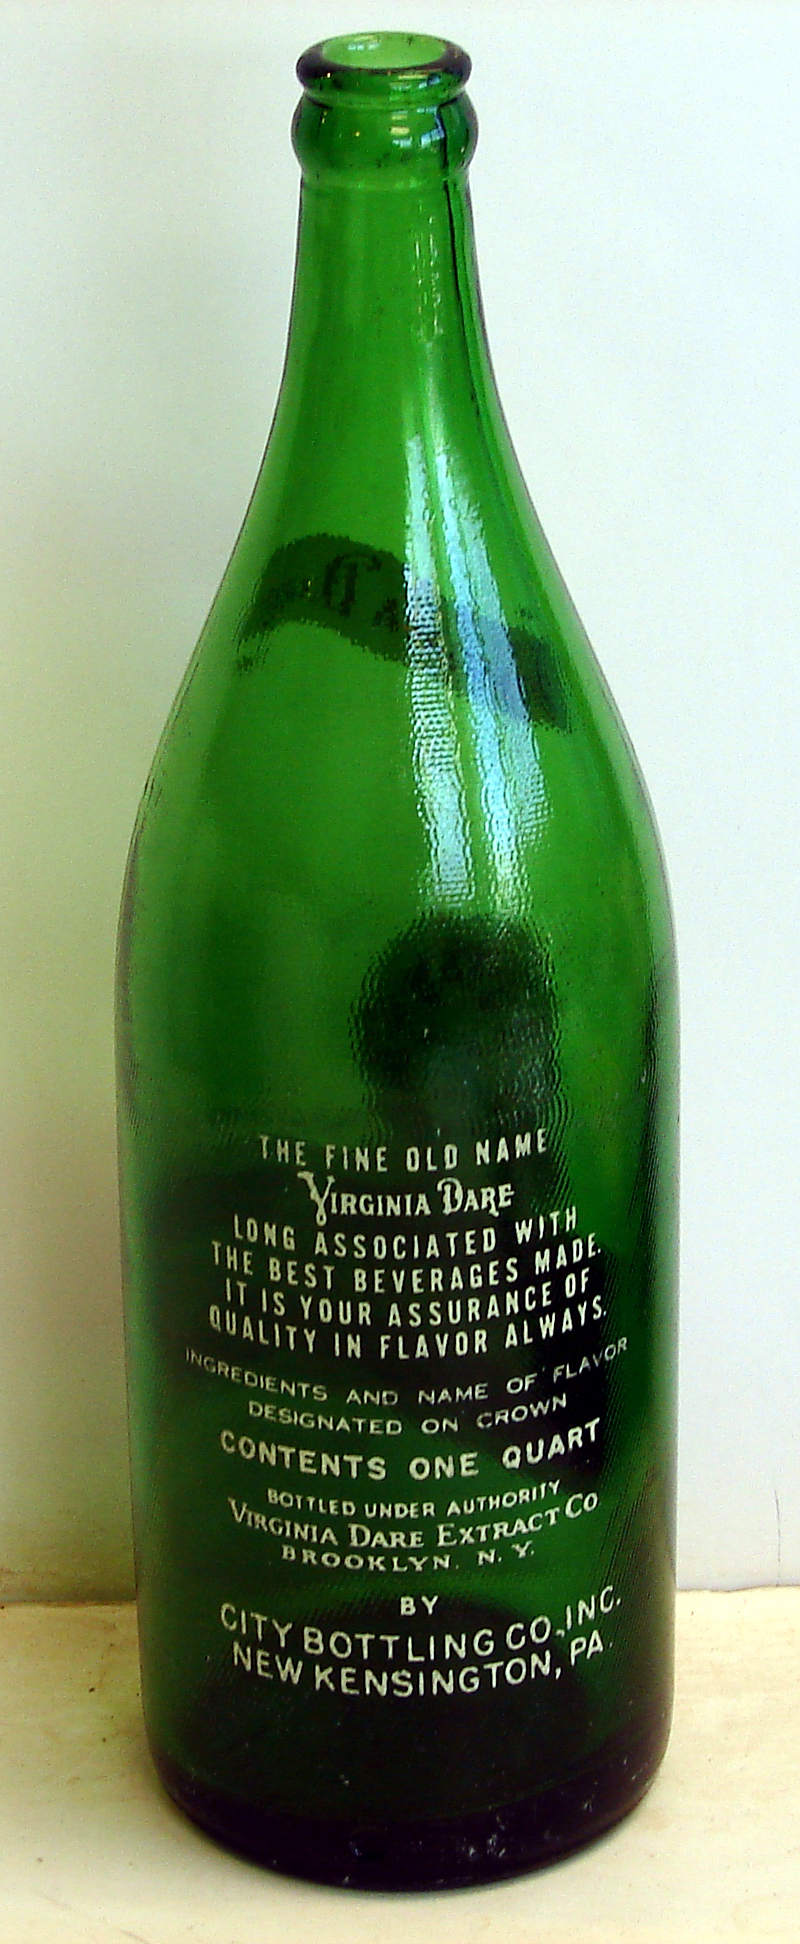 THE FINE OLD NAME
VIRGINIA DARE
LONG ASSOCIATED WITH
THE BEST BEVERAGES MADE.
IT IS YOUR ASSURANCE OF
QUALITY IN FLAVOR ALWAYS.
INGREDIENTS AND NAME OF FLAVOR
DESIGNATED ON CROWN
CONTENTS ONE QUART
BOTTLED UNDER AUTHORITY
VIRGINIA DARE EXTRACT CO
BROOKLYN. N. Y.
BY
CITY BOTTLING CO., INC.
NEW KENSINGTON, PA.